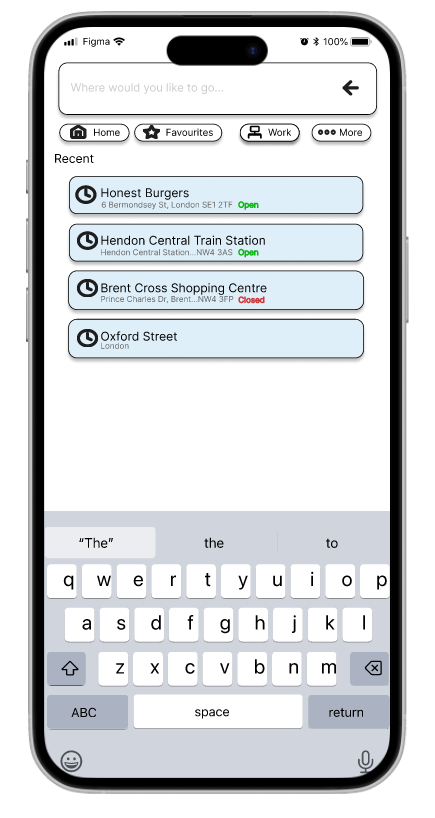 Figma 100%
Where would you like to go...
Home Favourites Work More
Recent
Honest Burgers
6 Bermondsey St, London SE1 2TF Open
Hendon Central Train Station
Hendon Central Station...NW4 3AS Open
Brent Cross Shopping Centre
Prince Charles Dr, Brent...NW4 3FP Closed
Oxford Street
London
“The” the to
q w e r t y u i o p
a s d f g h j k l
z x c v b n m
ABC space return